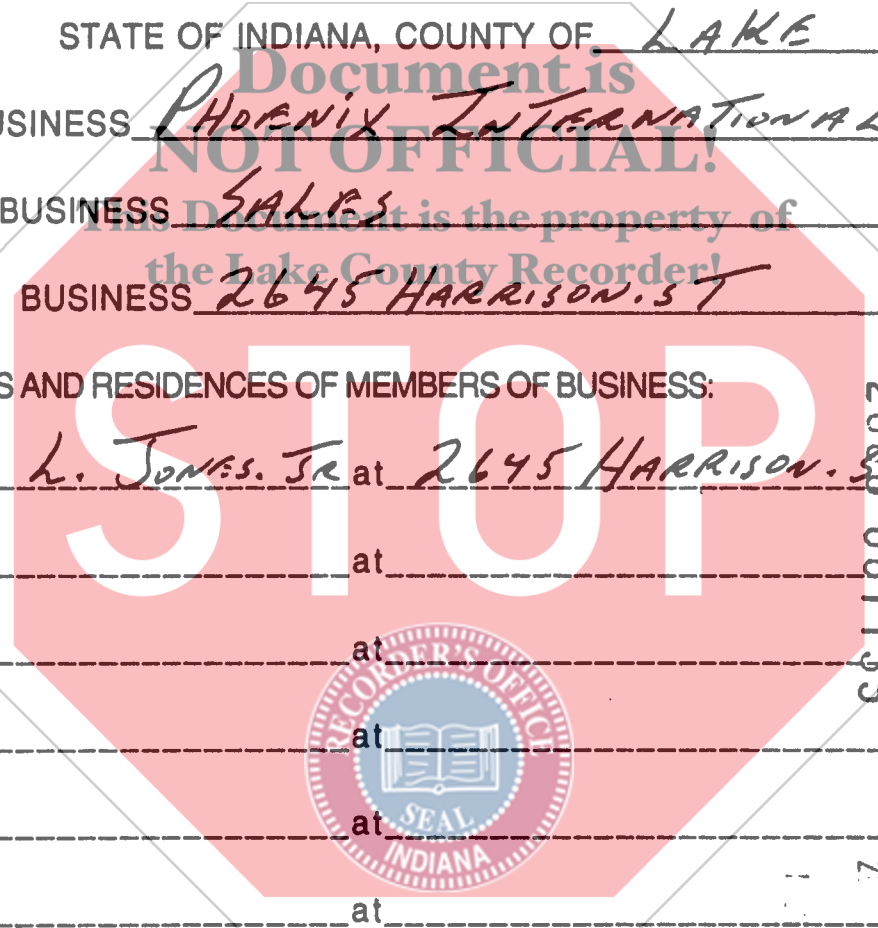 STATE OF INDIANA, COUNTY OF LAKE
Document is
BUSINESS PHOENIX INTERNATIONAL
NOT OFFICIAL!
BUSINESS SALES
This Document is the property of
the Lake County Recorder!
BUSINESS 2645 HARRISON. ST
S AND RESIDENCES OF MEMBERS OF BUSINESS:
STOP
L. JONES. JR at 2645 HARRISON. S
at
at
at
at
at
RECORDER'S OFFICE
SEAL
INDIANA